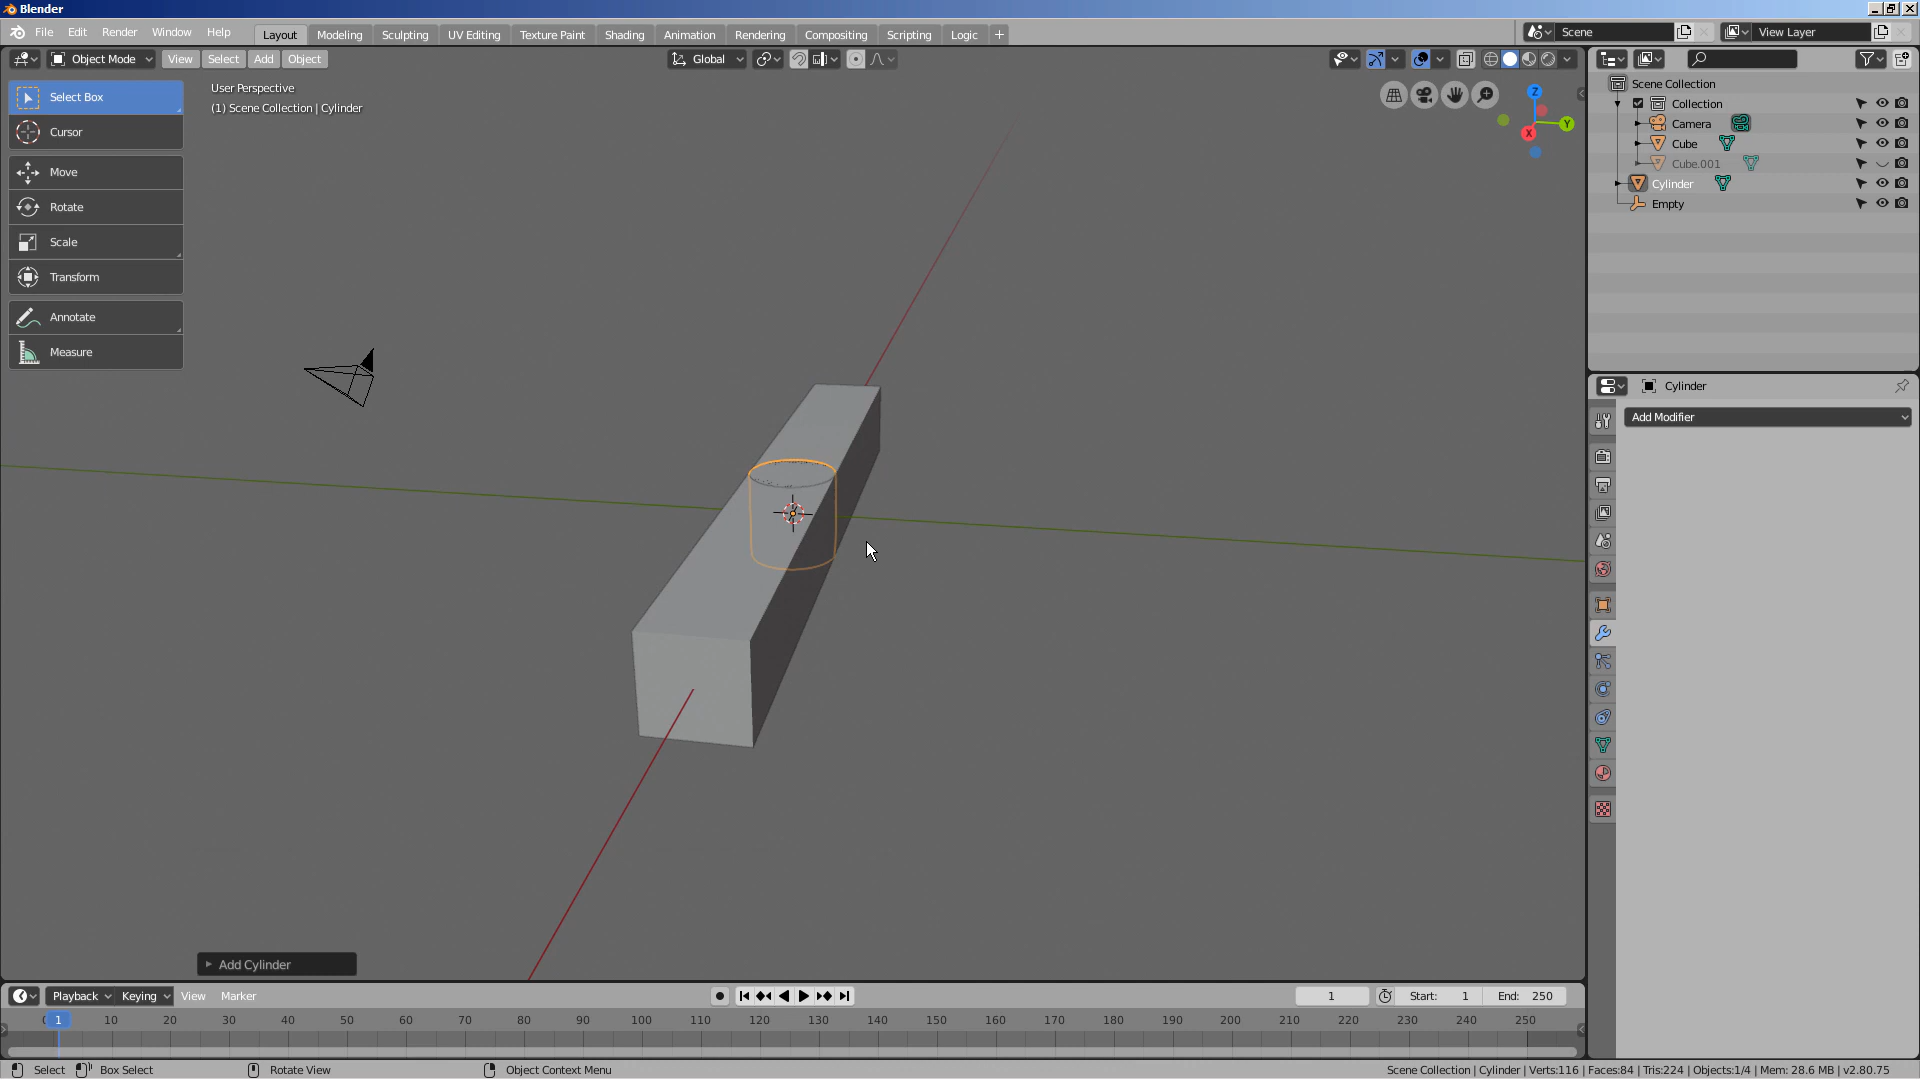 Blender
File Edit Render Window Help
Layout Modeling Sculpting UV Editing Texture Paint Shading Animation Rendering Compositing Scripting Logic +
Scene View Layer
Object Mode View Select Add Object
Global
Select Box
Cursor
Move
Rotate
Scale
Transform
Annotate
Measure
User Perspective
(1) Scene Collection | Cylinder
Z
Y
X
Add Cylinder
Scene Collection
Collection
Camera
Cube
Cube.001
Cylinder
Empty
Cylinder
Add Modifier
Playback Keying View Marker
1 Start: 1 End: 250
1 10 20 30 40 50 60 70 80 90 100 110 120 130 140 150 160 170 180 190 200 210 220 230 240 250
Select Box Select Rotate View Object Context Menu
Scene Collection | Cylinder | Verts:116 | Faces:84 | Tris:224 | Objects:1/4 | Mem: 28.6 MB | v2.80.75